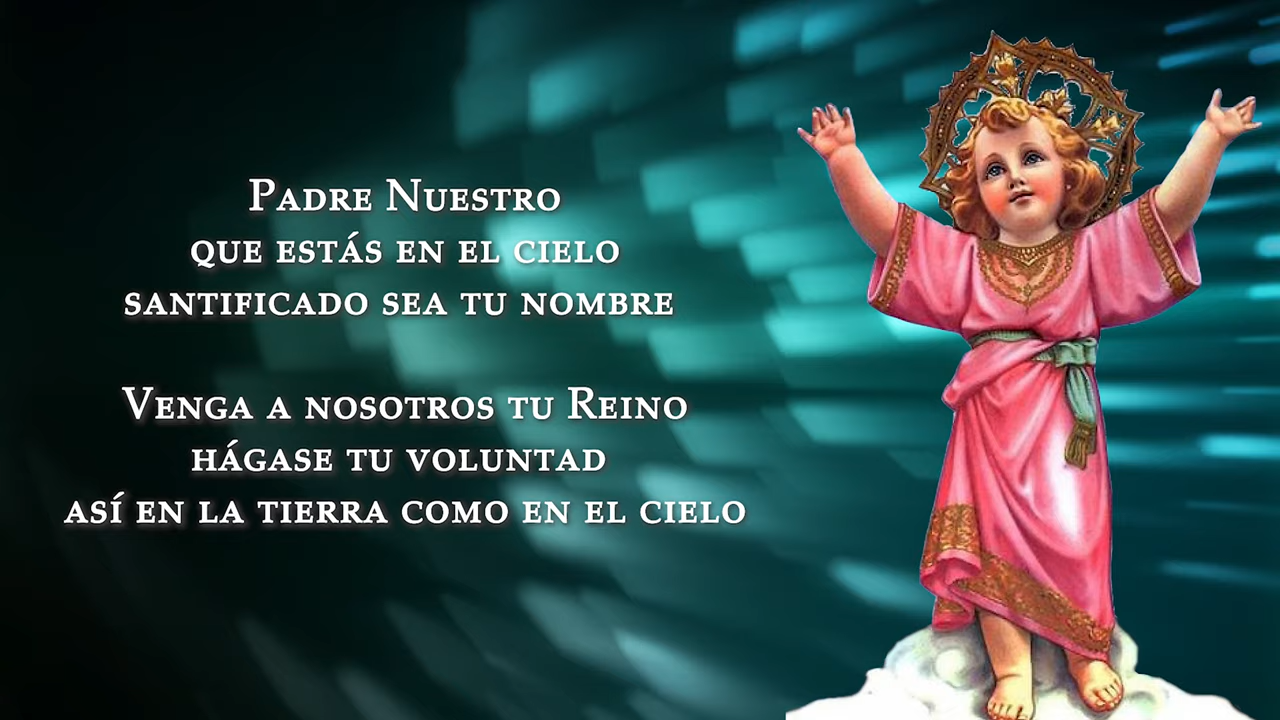 Padre Nuestro
que estás en el cielo
santificado sea tu nombre
Venga a nosotros tu Reino
hágase tu voluntad
así en la tierra como en el cielo